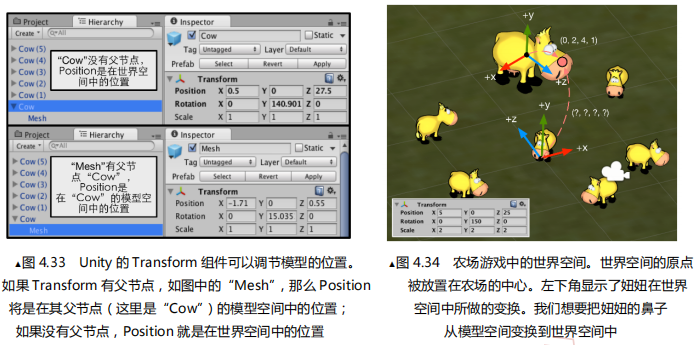 Project
Hierarchy
Create
All
Cow (5)
Cow (4)
Cow (3)
Cow (2)
Cow (1)
Cow
Mesh
“Cow”没有父节点，
Position是在世界空
间中的位置
Inspector
Cow
Static
Tag Untagged Layer Default
Prefab Select Revert Apply
Transform
Position X 0.5 Y 0 Z 27.5
Rotation X 0 Y 140.901 Z 0
Scale X 1 Y 1 Z 1
Project
Hierarchy
Create
All
Cow (5)
Cow (4)
Cow (3)
Cow (2)
Cow (1)
Cow
Mesh
“Mesh”有父节
点“Cow”，
Position是
在“Cow”的模型空
间中的位置
Inspector
Mesh
Static
Tag Untagged Layer Default
Prefab Select Revert Apply
Transform
Position X -1.71 Y 0 Z 0.55
Rotation X 0 Y 15.035 Z 0
Scale X 1 Y 1 Z 1
▲图 4.33 Unity 的 Transform 组件可以调节模型的位置。
如果 Transform 有父节点，如图中的“Mesh”，那么 Position
将是在其父节点（这里是“Cow”）的模型空间中的位置；
如果没有父节点，Position 就是在世界空间中的位置
+y
(0, 2, 4, 1)
+x
+z
+y
(?, ?, ?, ?)
+z
+x
Transform
Position X 5 Y 0 Z 25
Rotation X 0 Y 150 Z 0
Scale X 2 Y 2 Z 2
▲图 4.34 农场游戏中的世界空间。世界空间的原点
被放置在农场的中心。左下角显示了妞妞在世界
空间中所做的变换。我们想要把妞妞的鼻子
从模型空间变换到世界空间中